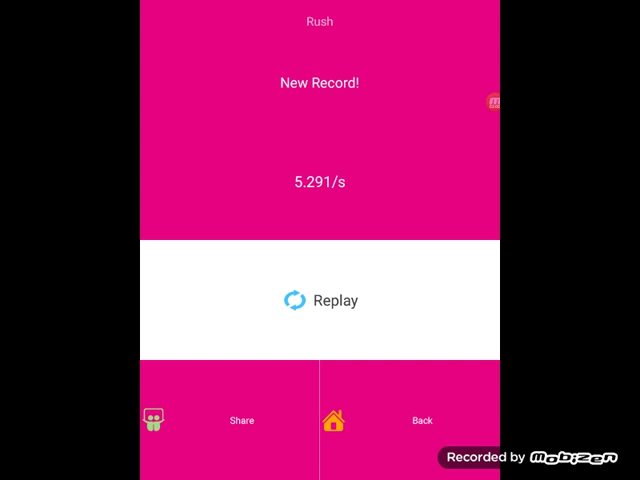 Rush
New Record!
5.291/s
Replay
Share
Back
Recorded by Mobizen